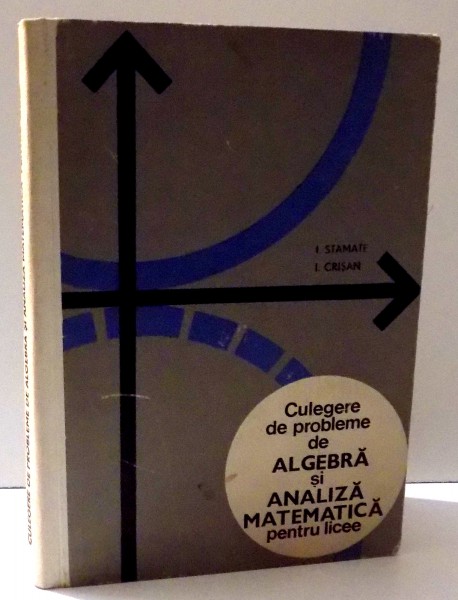 I. STAMATE
I. CRIȘAN
Culegere
de probleme
de
ALGEBRĂ
și
ANALIZĂ
MATEMATICĂ
pentru licee
CULEGERE DE PROBLEME DE ALGEBRĂ ȘI ANALIZĂ MATEMATICĂ